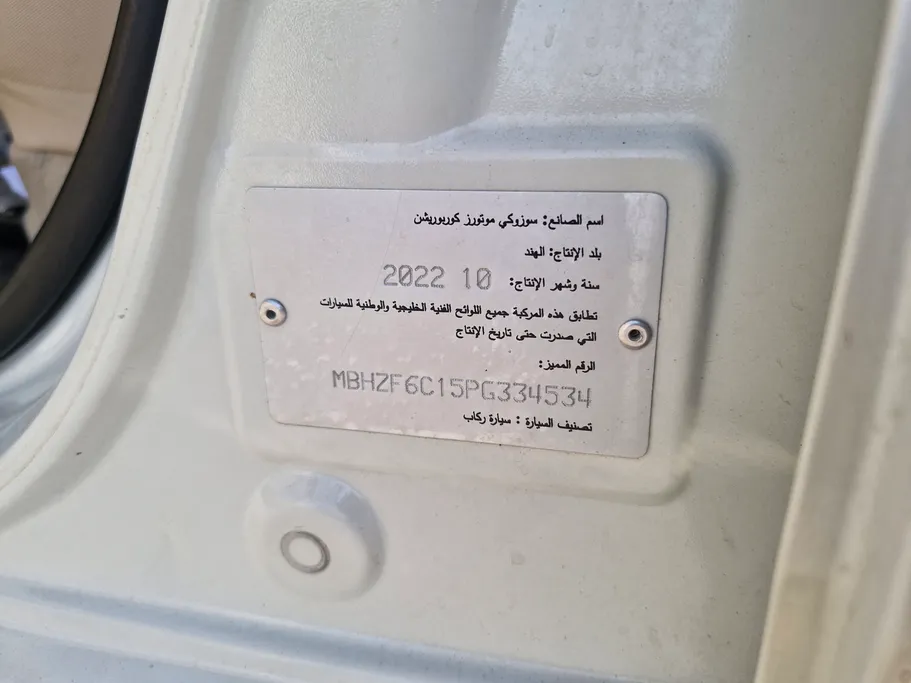 اسم الصانع: سوزوكي موتورز كوربوريشن
بلد الإنتاج: الهند
سنة وشهر الإنتاج: 2022 10
تطابق هذه المركبة جميع اللوائح الفنية الخليجية والوطنية للسيارات
التي صدرت حتى تاريخ الإنتاج
الرقم المميز:
MBHZF6C15PG334534
تصنيف السيارة : سيارة ركاب